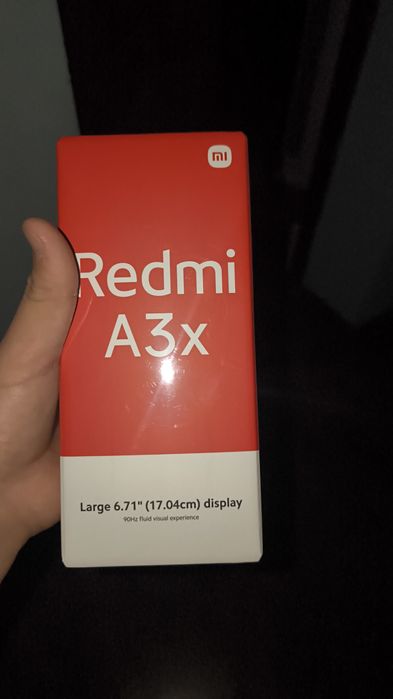 mi
Redmi
A3x
Large 6.71" (17.04cm) display
90Hz fluid visual experience